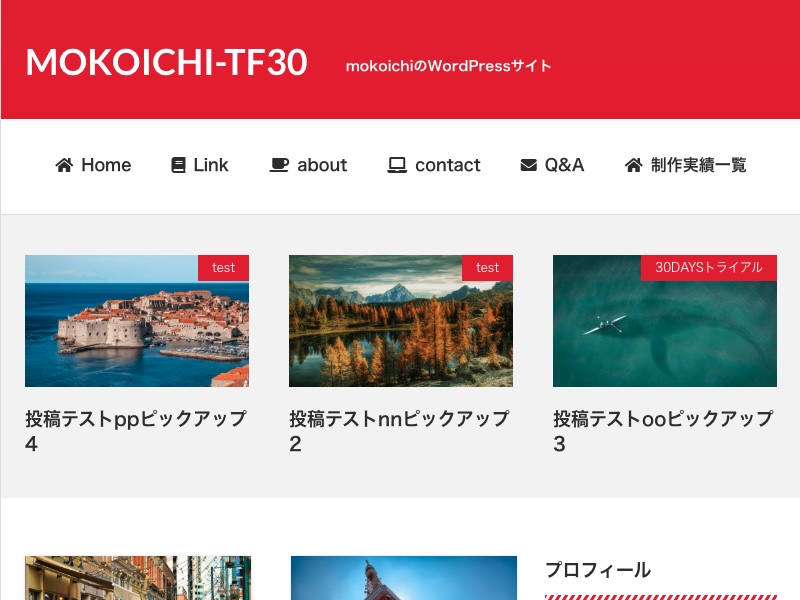 MOKOICHI-TF30
mokoichiのWordPressサイト
Home
Link
about
contact
Q&A
制作実績一覧
test
test
30DAYSトライアル
投稿テストppピックアップ
4
投稿テストnnピックアップ
2
投稿テストooピックアップ
3
プロフィール